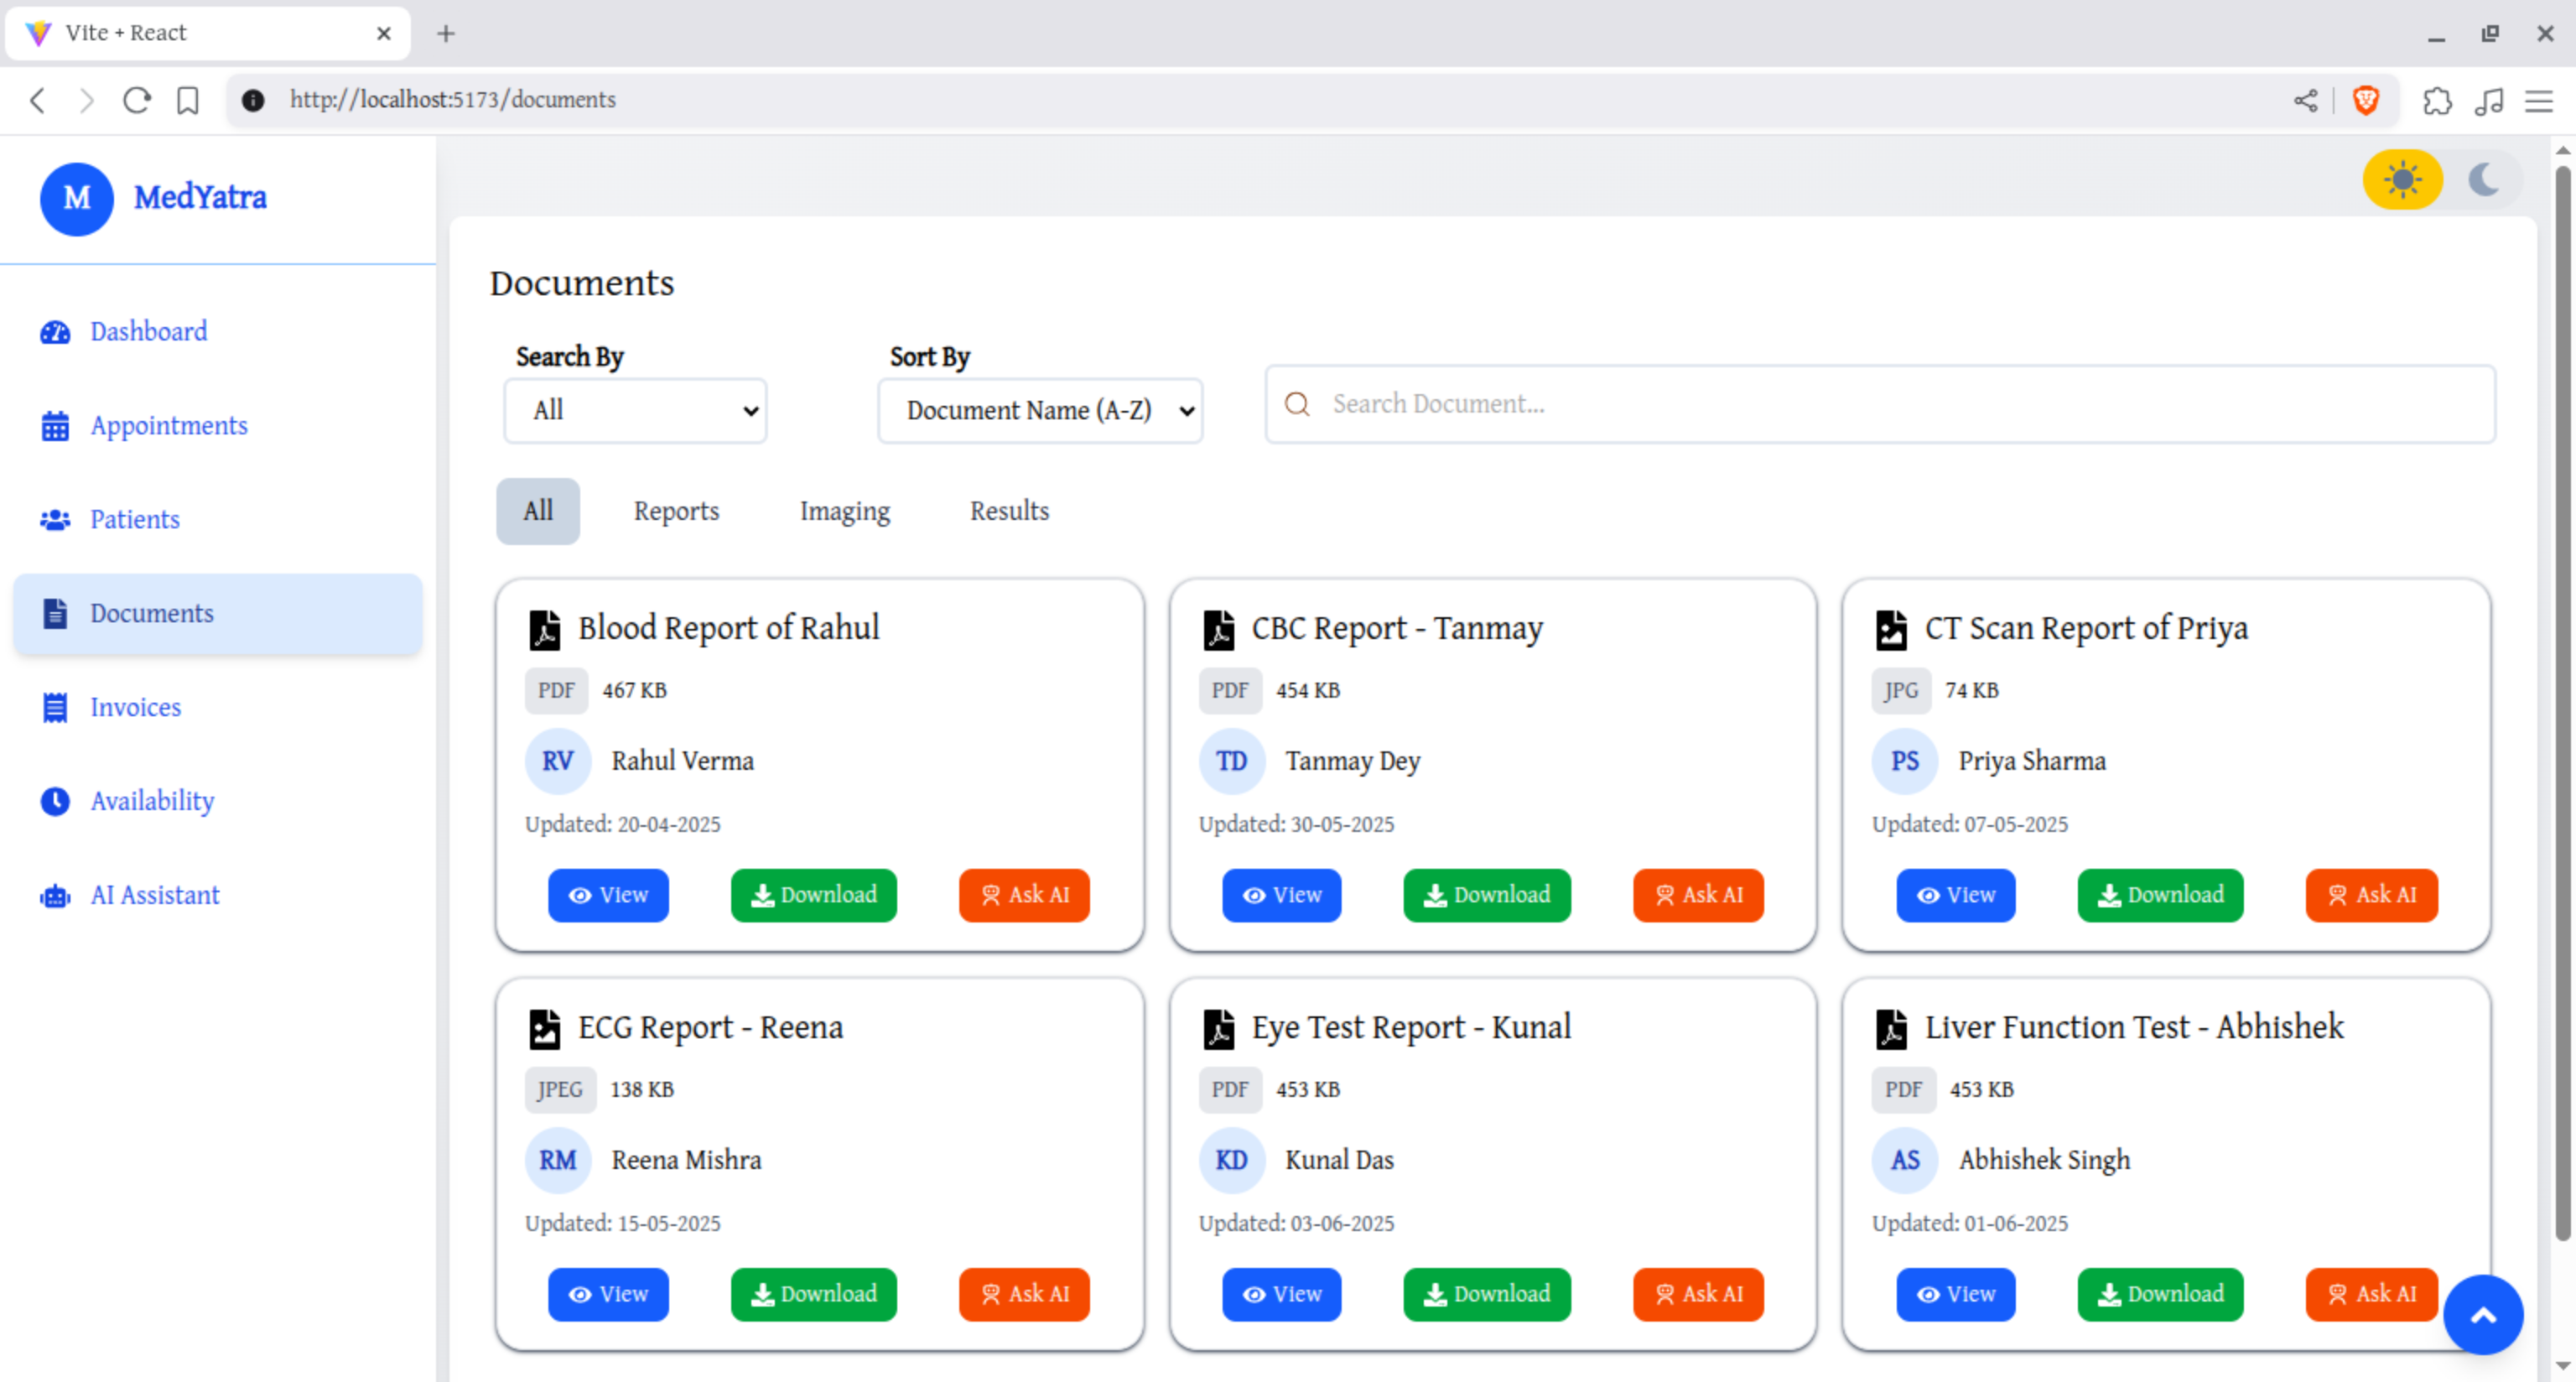 Vite + React
http://localhost:5173/documents
M MedYatra
Dashboard
Appointments
Patients
Documents
Invoices
Availability
AI Assistant
Documents
Search By Sort By
All Document Name (A-Z) Search Document...
All Reports Imaging Results
Blood Report of Rahul
PDF 467 KB
RV Rahul Verma
Updated: 20-04-2025
View Download Ask AI
CBC Report - Tanmay
PDF 454 KB
TD Tanmay Dey
Updated: 30-05-2025
View Download Ask AI
CT Scan Report of Priya
JPG 74 KB
PS Priya Sharma
Updated: 07-05-2025
View Download Ask AI
ECG Report - Reena
JPEG 138 KB
RM Reena Mishra
Updated: 15-05-2025
View Download Ask AI
Eye Test Report - Kunal
PDF 453 KB
KD Kunal Das
Updated: 03-06-2025
View Download Ask AI
Liver Function Test - Abhishek
PDF 453 KB
AS Abhishek Singh
Updated: 01-06-2025
View Download Ask AI